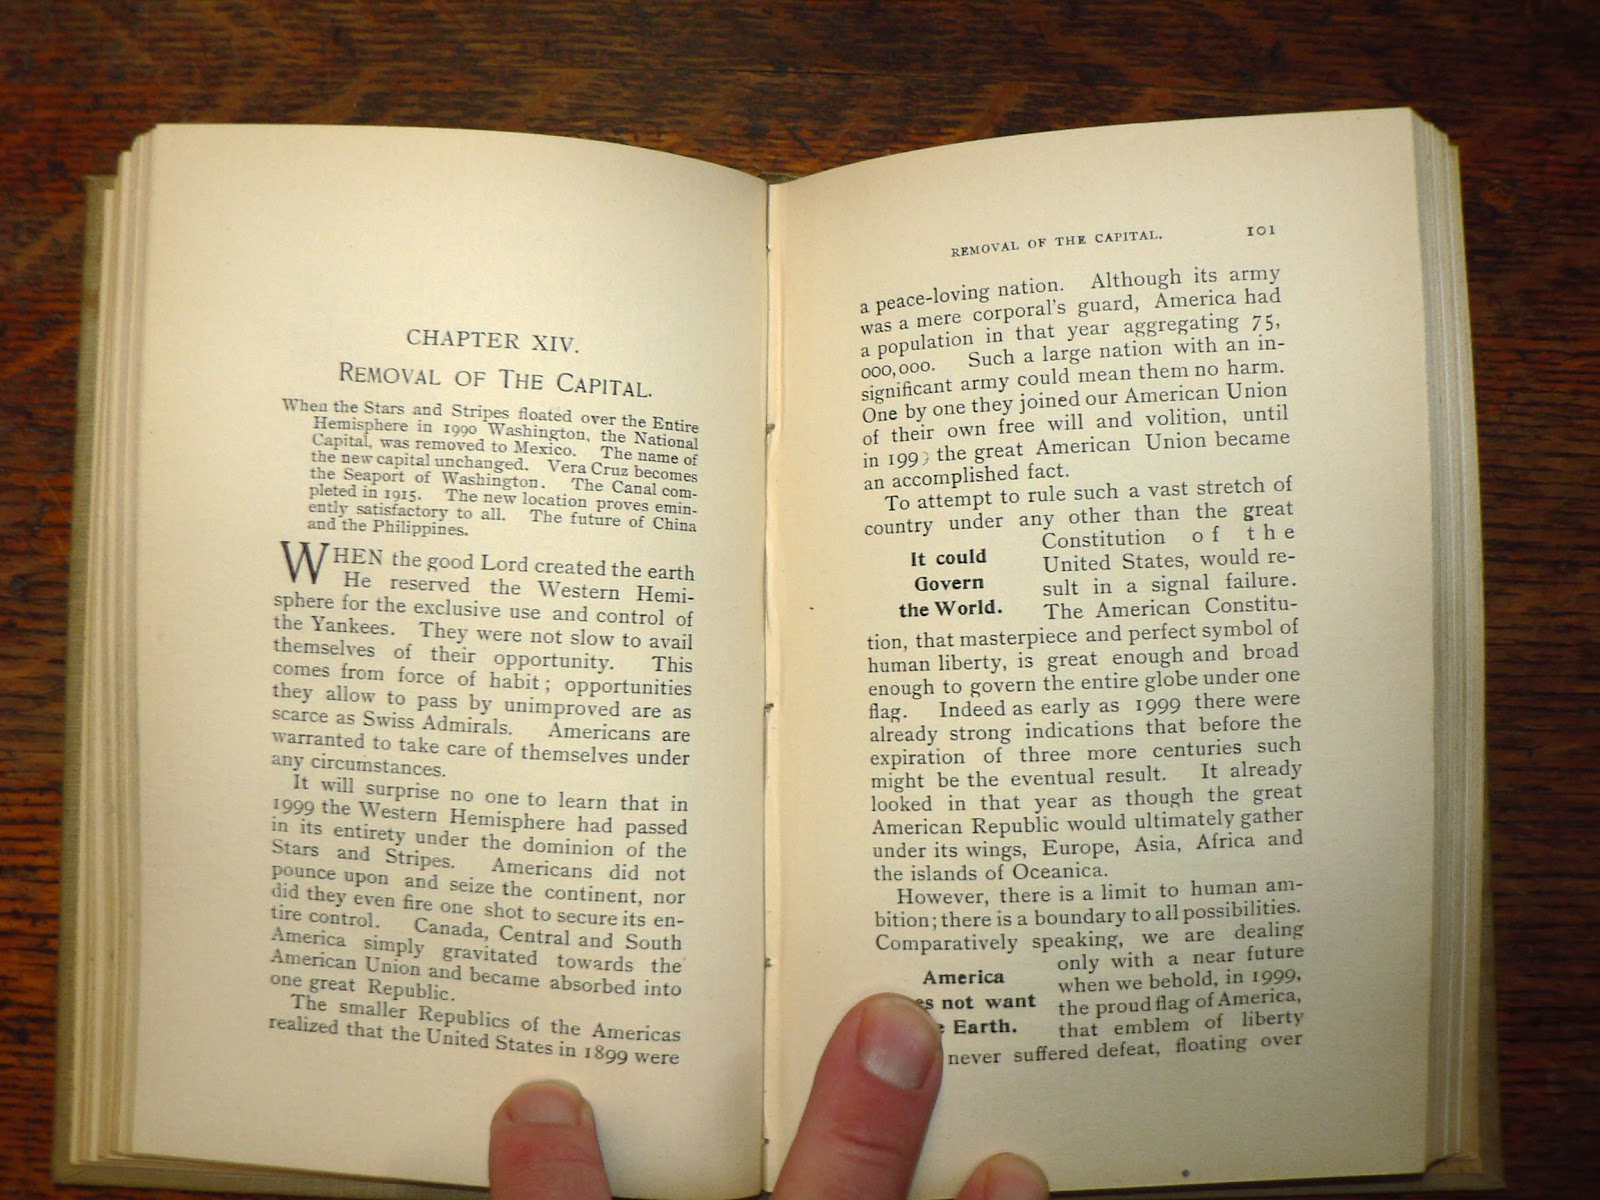 CHAPTER XIV.
REMOVAL OF THE CAPITAL.
When the Stars and Stripes floated over the Entire
Hemisphere in 1990 Washington, the National
Capital, was removed to Mexico. The name of
the new capital unchanged. Vera Cruz becomes
the Seaport of Washington. The Canal com-
pleted in 1915. The new location proves emin-
ently satisfactory to all. The future of China
and the Philippines.
WHEN the good Lord created the earth
He reserved the Western Hemi-
sphere for the exclusive use and control of
the Yankees. They were not slow to avail
themselves of their opportunity. This
comes from force of habit; opportunities
they allow to pass by unimproved are as
scarce as Swiss Admirals. Americans are
warranted to take care of themselves under
any circumstances.
It will surprise no one to learn that in
1999 the Western Hemisphere had passed
in its entirety under the dominion of the
Stars and Stripes. Americans did not
pounce upon and seize the continent, nor
did they even fire one shot to secure its en-
tire control. Canada, Central and South
America simply gravitated towards the
American Union and became absorbed into
one great Republic.
The smaller Republics of the Americas
realized that the United States in 1899 were
REMOVAL OF THE CAPITAL. 101
a peace-loving nation. Although its army
was a mere corporal's guard, America had
a population in that year aggregating 75,
000,000. Such a large nation with an in-
significant army could mean them no harm.
One by one they joined our American Union
of their own free will and volition, until
in the great American Union became
an accomplished fact.
To attempt to rule such a vast stretch of
country under any other than the great
It could
Govern
the World.
Constitution of the
United States, would re-
sult in a signal failure.
The American Constitu-
tion, that masterpiece and perfect symbol of
human liberty, is great enough and broad
enough to govern the entire globe under one
flag. Indeed as early as 1999 there were
already strong indications that before the
expiration of three more centuries such
might be the eventual result. It already
looked in that year as though the great
American Republic would ultimately gather
under its wings, Europe, Asia, Africa and
the islands of Oceanica.
However, there is a limit to human am-
bition; there is a boundary to all possibilities.
Comparatively speaking, we are dealing
America
not want
Earth.
only with a near future
when we behold, in 1999,
the proud flag of America,
that emblem of liberty
never suffered defeat, floating over